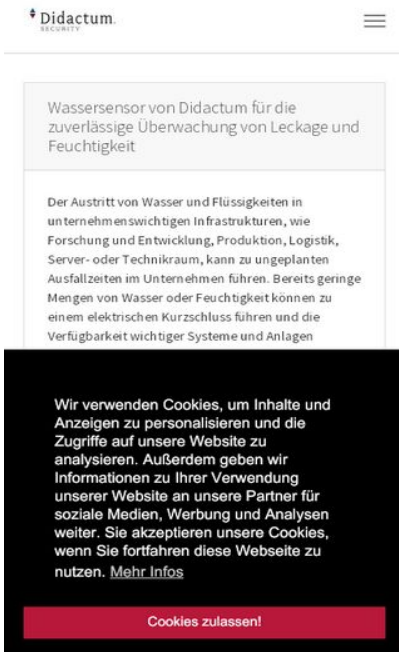 Didactum
SECURITY
Wassersensor von Didactum für die
zuverlässige Überwachung von Leckage und
Feuchtigkeit
Der Austritt von Wasser und Flüssigkeiten in
unternehmenswichtigen Infrastrukturen, wie
Forschung und Entwicklung, Produktion, Logistik,
Server- oder Technikraum, kann zu ungeplanten
Ausfallzeiten im Unternehmen führen. Bereits geringe
Mengen von Wasser oder Feuchtigkeit können zu
einem elektrischen Kurzschluss führen und die
Verfügbarkeit wichtiger Systeme und Anlagen
Wir verwenden Cookies, um Inhalte und
Anzeigen zu personalisieren und die
Zugriffe auf unsere Website zu
analysieren. Außerdem geben wir
Informationen zu Ihrer Verwendung
unserer Website an unsere Partner für
soziale Medien, Werbung und Analysen
weiter. Sie akzeptieren unsere Cookies,
wenn Sie fortfahren diese Webseite zu
nutzen. Mehr Infos
Cookies zulassen!